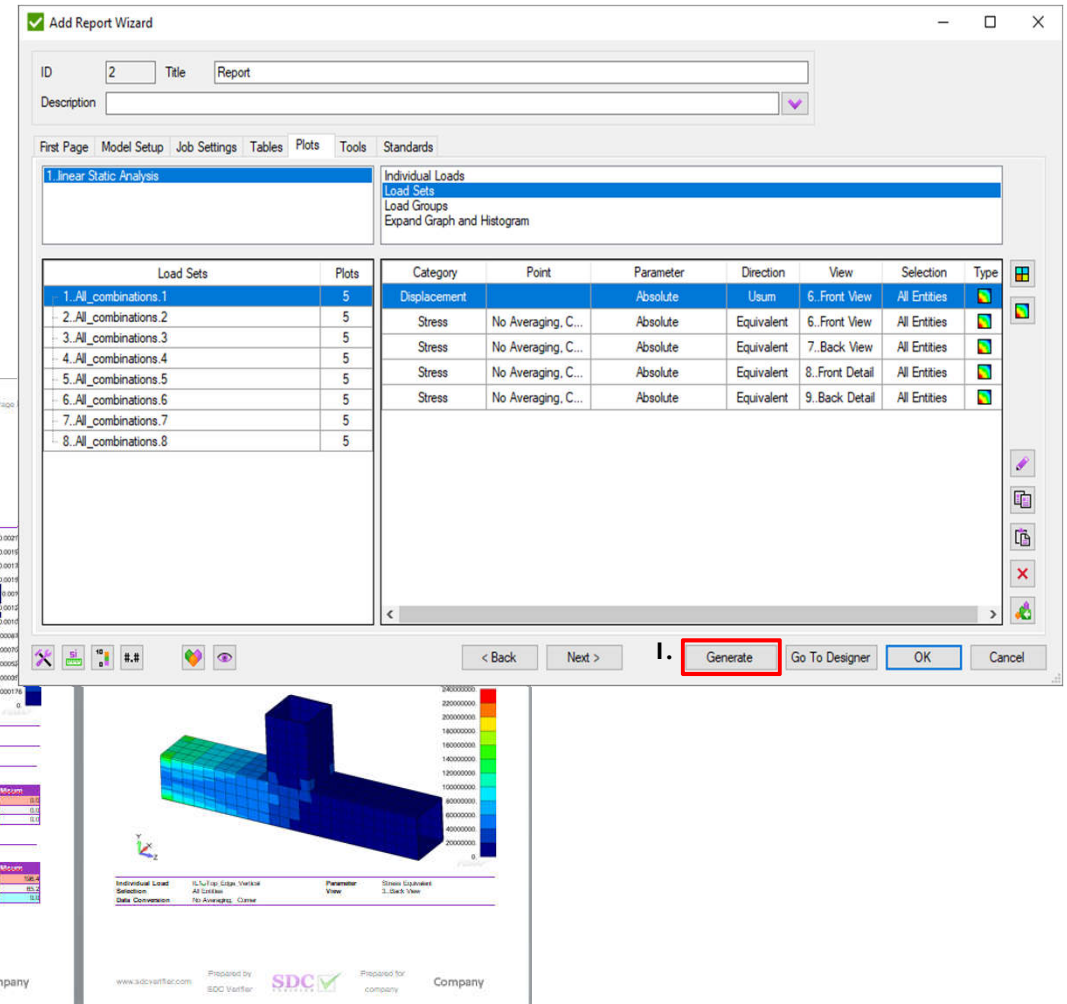 Add Report Wizard
ID 2 Title Report
Description
First Page Model Setup Job Settings Tables Plots Tools Standards
1..linear Static Analysis
Individual Loads
Load Sets
Load Groups
Expand Graph and Histogram
Load Sets Plots
1..All_combinations.1 5
2..All_combinations.2 5
3..All_combinations.3 5
4..All_combinations.4 5
5..All_combinations.5 5
6..All_combinations.6 5
7..All_combinations.7 5
8..All_combinations.8 5
Category Point Parameter Direction View Selection Type
Displacement Absolute Usum 6..Front View All Entities
Stress No Averaging, C... Absolute Equivalent 6..Front View All Entities
Stress No Averaging, C... Absolute Equivalent 7..Back View All Entities
Stress No Averaging, C... Absolute Equivalent 8..Front Detail All Entities
Stress No Averaging, C... Absolute Equivalent 9..Back Detail All Entities
SI 10 0 #.# < Back Next > 1. Generate Go To Designer OK Cancel
240000000.
220000000.
200000000.
180000000.
160000000.
140000000.
120000000.
100000000.
80000000.
60000000.
40000000.
20000000.
0.
Y
X
Z
Individual Load Top_Edge_Vertical Parameter Stress Equivalent
Selection All Entities View 3..Back View
Data Conversion No Averaging, Corner
www.sdcverifier.com Prepared by SDC Verifier SDC VERIFIER Prepared for company Company